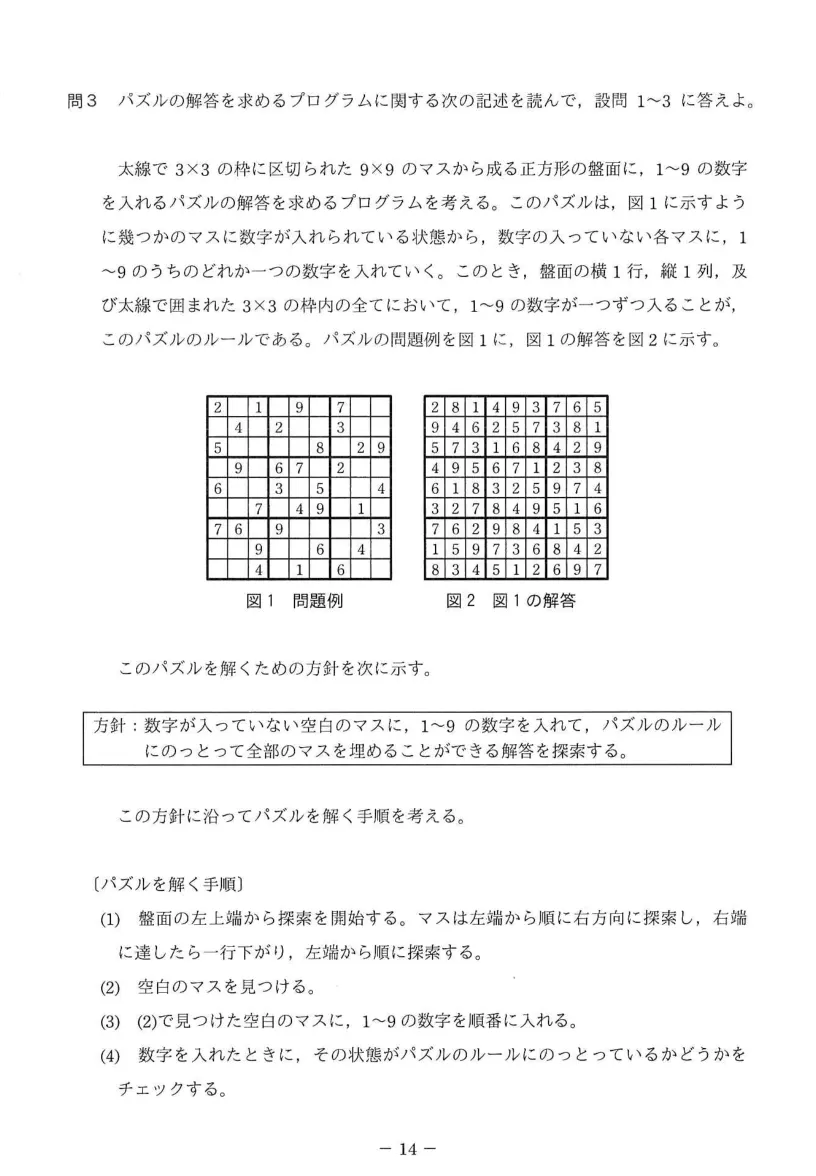 問3 パズルの解答を求めるプログラムに関する次の記述を読んで，設問 1～3 に答えよ。
太線で 3×3 の枠に区切られた 9×9 のマスから成る正方形の盤面に，1～9 の数字
を入れるパズルの解答を求めるプログラムを考える。このパズルは，図 1 に示すよう
に幾つかのマスに数字が入れられている状態から，数字の入っていない各マスに，1
～9 のうちのどれか一つの数字を入れていく。このとき，盤面の横 1 行，縦 1 列，及
び太線で囲まれた 3×3 の枠内の全てにおいて，1～9 の数字が一つずつ入ることが，
このパズルのルールである。パズルの問題例を図 1 に，図 1 の解答を図 2 に示す。
2 1 9 7
4 2 3
5 8 2 9
9 6 7 2
6 3 5 4
7 4 9 1
7 6 9 3
9 6 4
4 1 6
図 1 問題例
2 8 1 4 9 3 7 6 5
9 4 6 2 5 7 3 8 1
5 7 3 1 6 8 4 2 9
4 9 5 6 7 1 2 3 8
6 1 8 3 2 5 9 7 4
3 2 7 8 4 9 5 1 6
7 6 2 9 8 4 1 5 3
1 5 9 7 3 6 8 4 2
8 3 4 5 1 2 6 9 7
図 2 図 1 の解答
このパズルを解くための方針を次に示す。
方針：数字が入っていない空白のマスに，1～9 の数字を入れて，パズルのルール
にのっとって全部のマスを埋めることができる解答を探索する。
この方針に沿ってパズルを解く手順を考える。
〔パズルを解く手順〕
(1) 盤面の左上端から探索を開始する。マスは左端から順に右方向に探索し，右端
に達したら一行下がり，左端から順に探索する。
(2) 空白のマスを見つける。
(3) (2)で見つけた空白のマスに，1～9 の数字を順番に入れる。
(4) 数字を入れたときに，その状態がパズルのルールにのっとっているかどうかを
チェックする。
－ 14 －